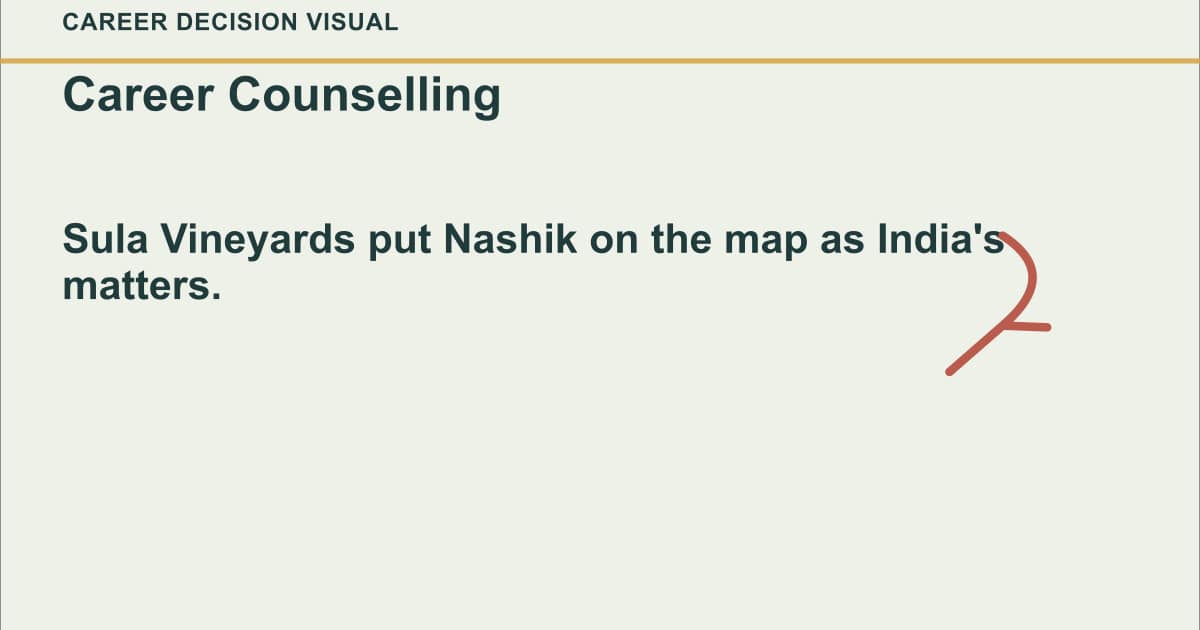 CAREER DECISION VISUAL
Career Counselling
Sula Vineyards put Nashik on the map as India's
matters.